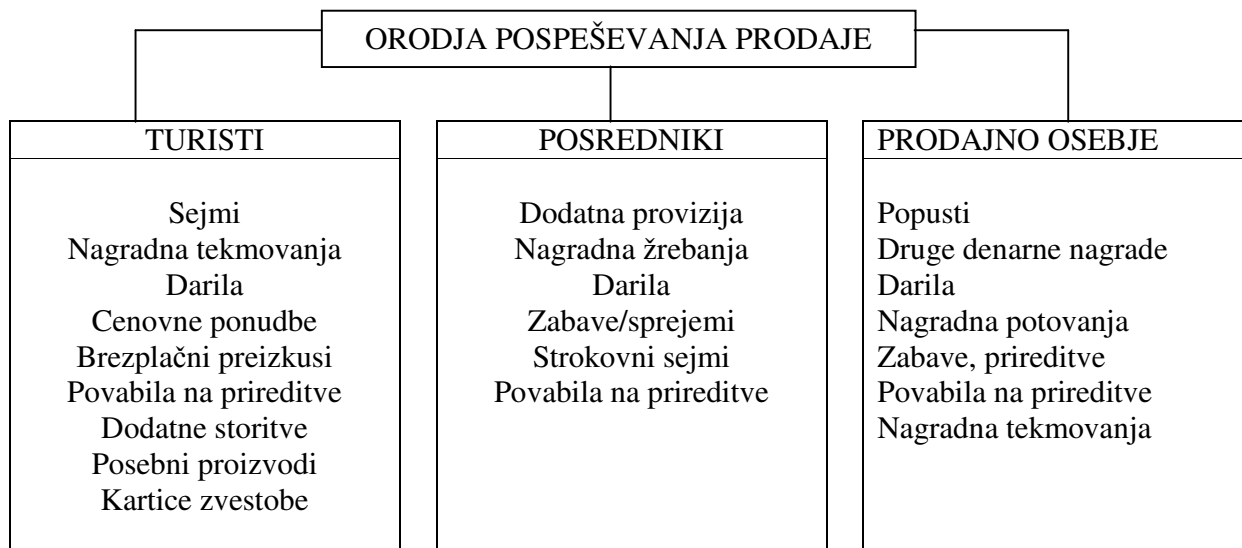 ORODJA POSPEŠEVANJA PRODAJE
TURISTI
Sejmi
Nagradna tekmovanja
Darila
Cenovne ponudbe
Brezplačni preizkusi
Povabila na prireditve
Dodatne storitve
Posebni proizvodi
Kartice zvestobe
POSREDNIKI
Dodatna provizija
Nagradna žrebanja
Darila
Zabave/sprejemi
Strokovni sejmi
Povabila na prireditve
PRODAJNO OSEBJE
Popusti
Druge denarne nagrade
Darila
Nagradna potovanja
Zabave, prireditve
Povabila na prireditve
Nagradna tekmovanja